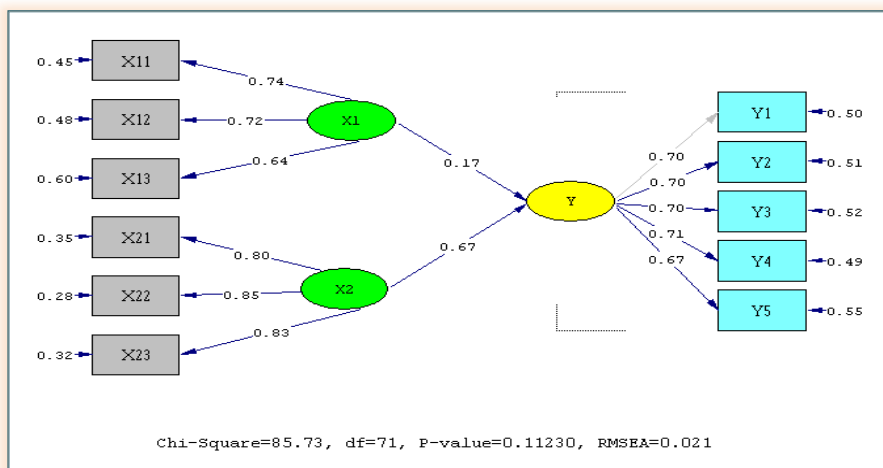 0.45 X11 0.74
0.48 X12 0.72 X1
0.60 X13 0.64
0.35 X21 0.80
0.28 X22 0.85 X2
0.32 X23 0.83
0.17
0.67
Y
0.70 Y1 0.50
0.70 Y2 0.51
0.70 Y3 0.52
0.71 Y4 0.49
0.67 Y5 0.55
Chi-Square=85.73, df=71, P-value=0.11230, RMSEA=0.021